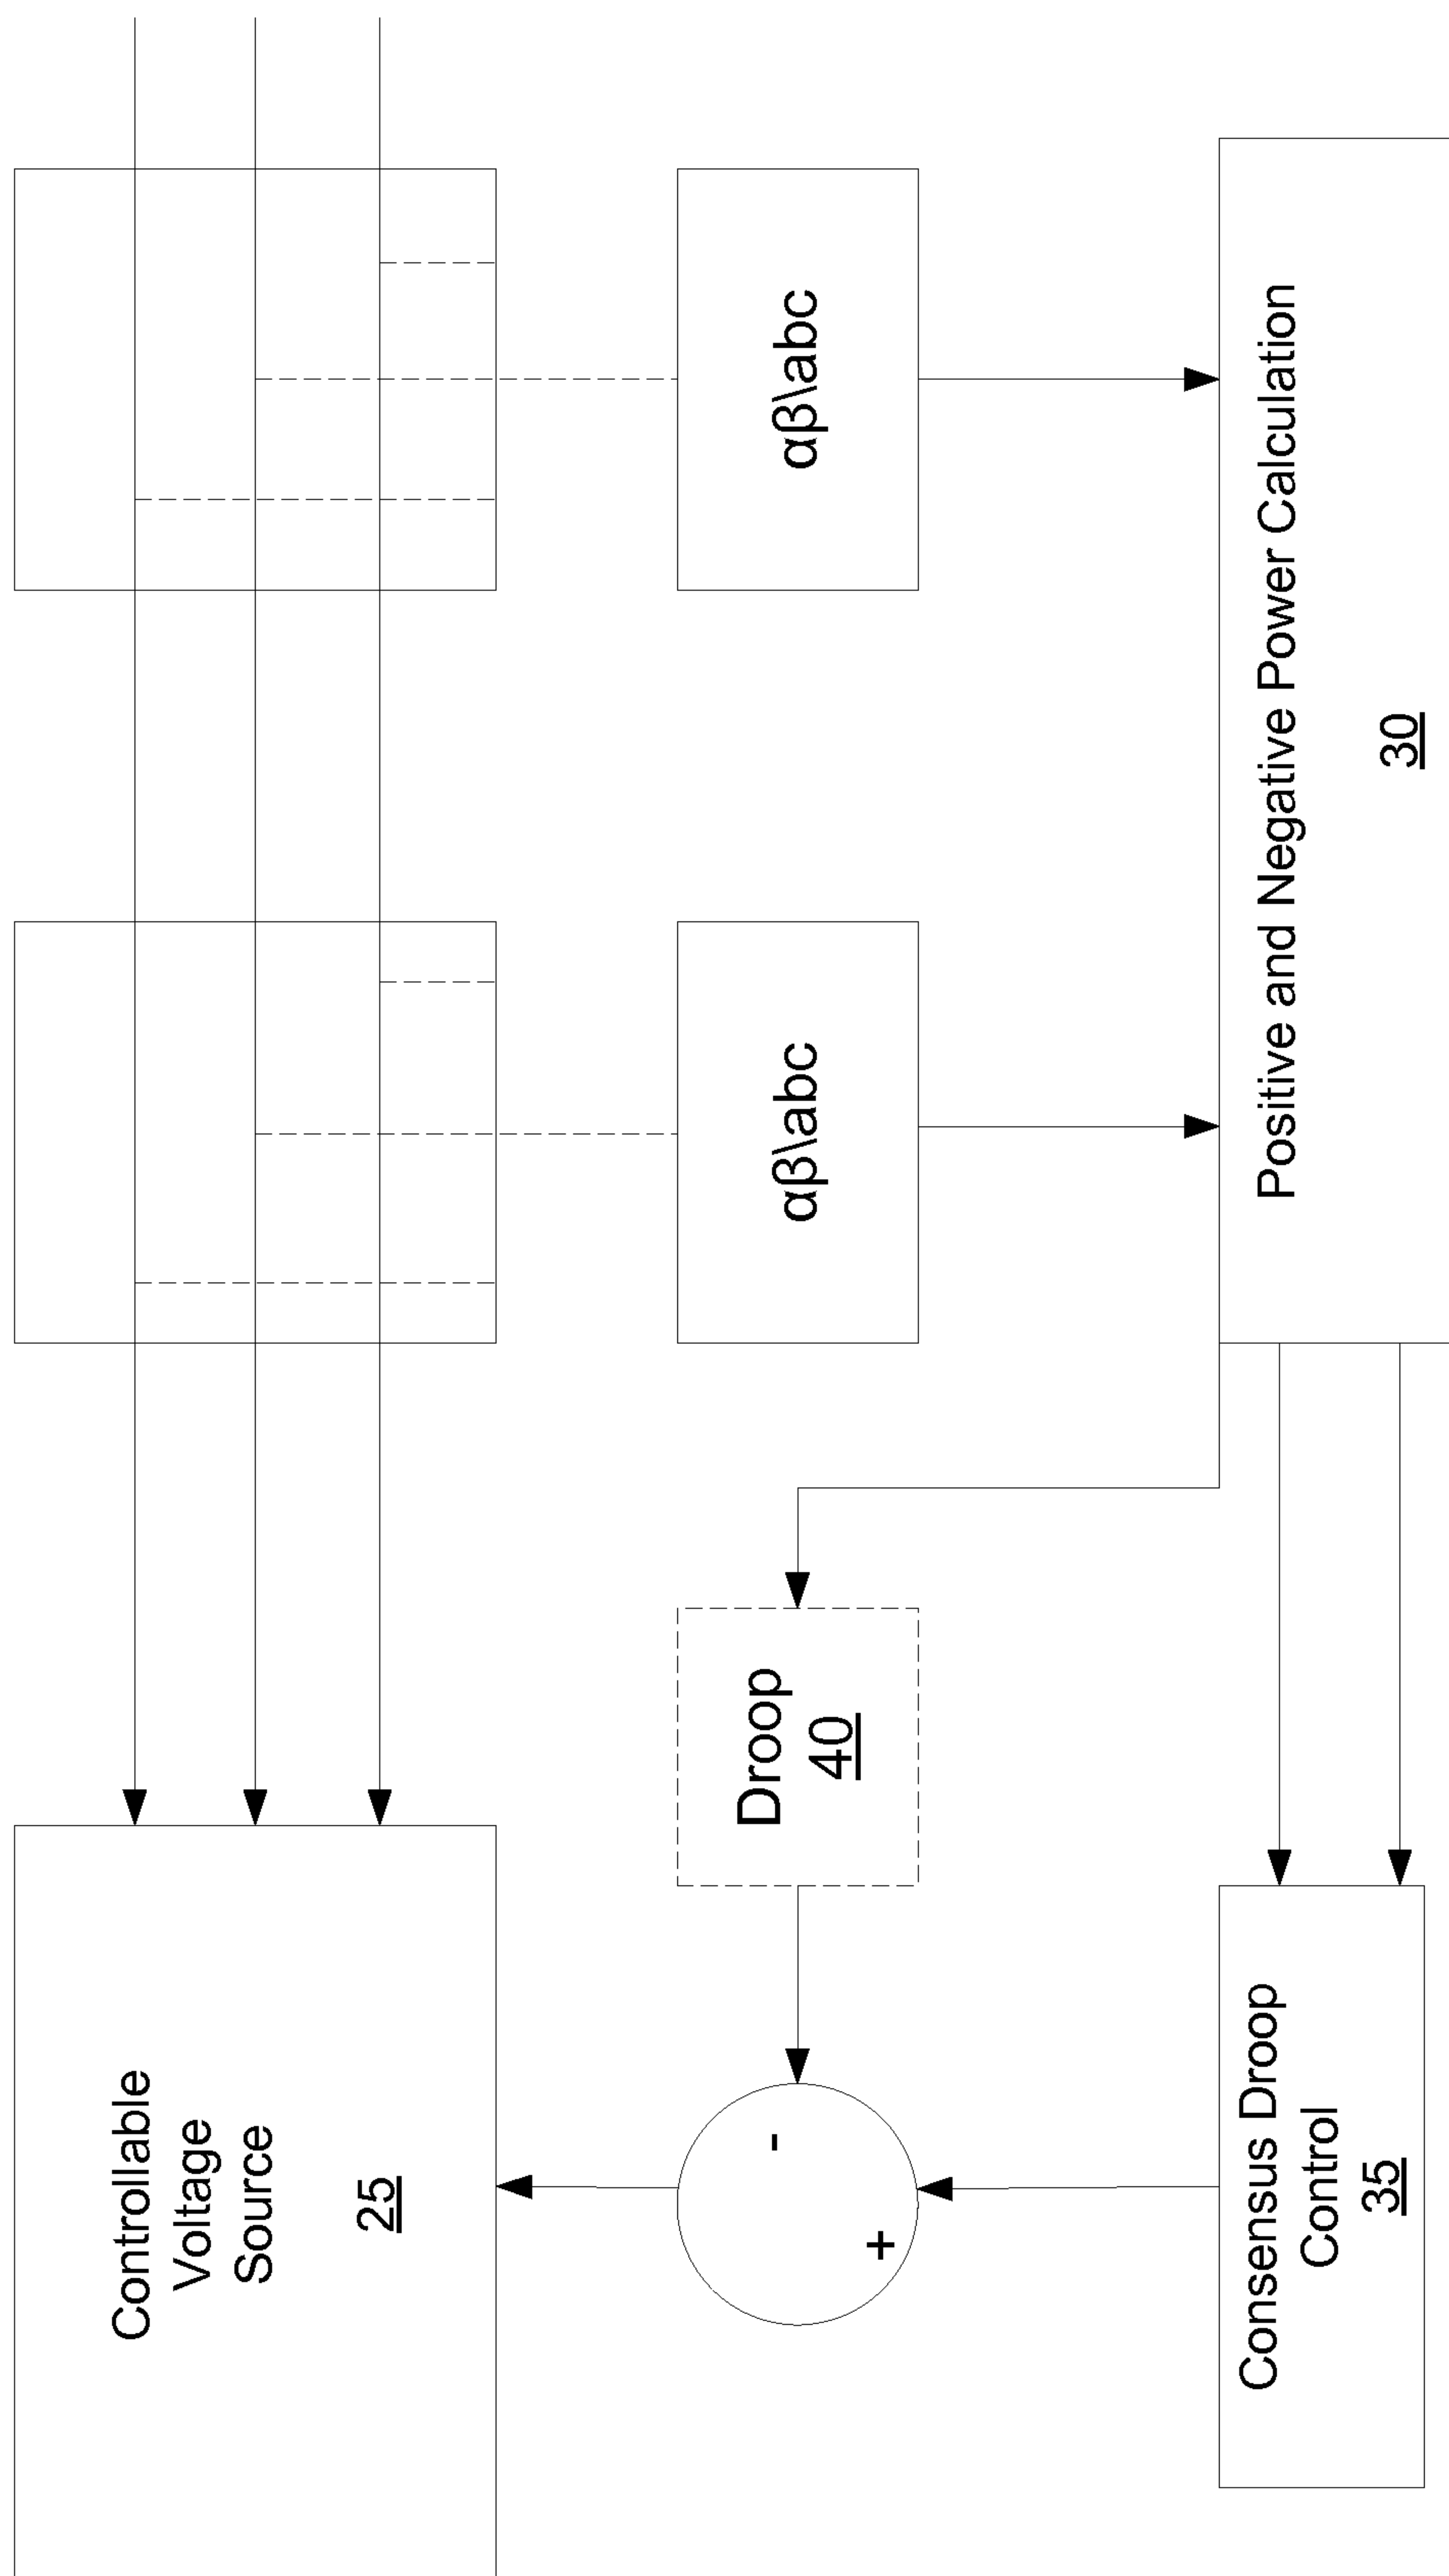 Controllable
Voltage
Source
25
αβ\abc
αβ\abc
-
+
Droop
40
Consensus Droop
Control
35
Positive and Negative Power Calculation
30